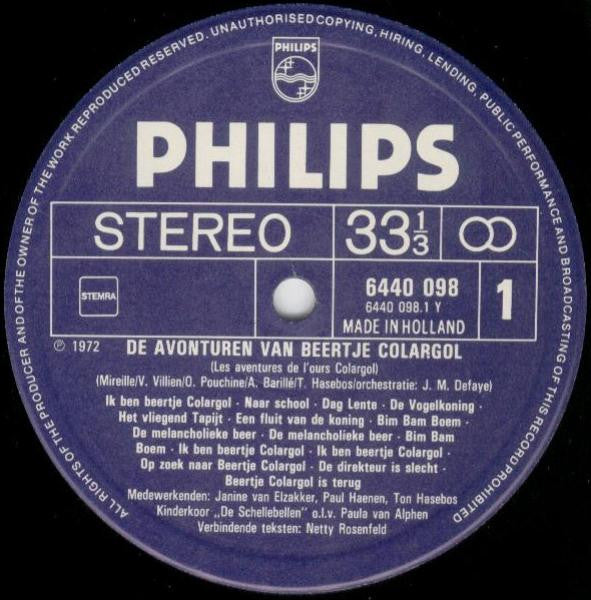 ALL RIGHTS OF THE PRODUCER AND OF THE OWNER OF THE WORK REPRODUCED RESERVED. UNAUTHORISED COPYING, HIRING, LENDING, PUBLIC PERFORMANCE AND BROADCASTING OF THIS RECORD PROHIBITED
PHILIPS
PHILIPS
STEREO 33 1/3
STEMRA
6440 098
6440 098.1 Y
MADE IN HOLLAND
1
℗ 1972 DE AVONTUREN VAN BEERTJE COLARGOL
(Les aventures de l'ours Colargol)
(Mireille/V. Villien/O. Pouchine/A. Barillé/T. Hasebos/orchestratie: J. M. Defaye)
Ik ben beertje Colargol · Naar school · Dag Lente · De Vogelkoning ·
Het vliegend Tapijt · Een fluit van de koning · Bim Bam Boem ·
De melancholieke beer · De melancholieke beer · Bim Bam
Boem · Ik ben beertje Colargol · Ik ben beertje Colargol ·
Op zoek naar Beertje Colargol · De direkteur is slecht ·
Beertje Colargol is terug
Medewerkenden: Janine van Elzakker, Paul Haenen, Ton Hasebos
Kinderkoor „De Schellebellen" o.l.v. Paula van Alphen
Verbindende teksten: Netty Rosenfeld